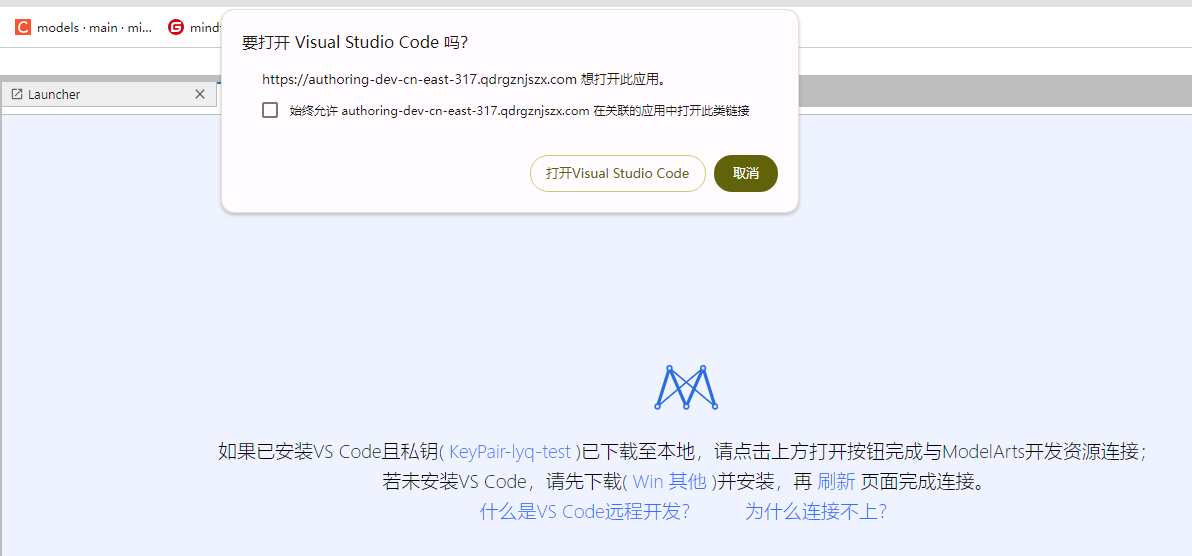 models · main · mi...
要打开 Visual Studio Code 吗？
https://authoring-dev-cn-east-317.qdrgznjszx.com 想打开此应用。
始终允许 authoring-dev-cn-east-317.qdrgznjszx.com 在关联的应用中打开此类链接
打开Visual Studio Code 取消
Launcher
如果已安装VS Code且私钥( KeyPair-lyq-test )已下载至本地，请点击上方打开按钮完成与ModelArts开发资源连接；
若未安装VS Code，请先下载( Win 其他 )并安装，再 刷新 页面完成连接。
什么是VS Code远程开发？ 为什么连接不上？